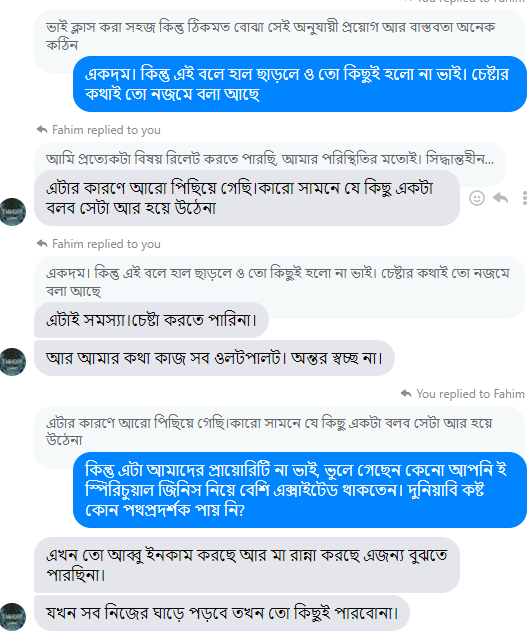 You replied to Fahim
ভাই ক্লাস করা সহজ কিন্তু ঠিকমত বোঝা সেই অনুযায়ী প্রয়োগ আর বাস্তবতা অনেক
কঠিন
একদম। কিন্তু এই বলে হাল ছাড়লে ও তো কিছুই হলো না ভাই। চেষ্টার
কথাই তো নজমে বলা আছে
Fahim replied to you
আমি প্রত্যেকটা বিষয় রিলেট করতে পারছি, আমার পরিস্থিতির মতোই। সিদ্ধান্তহীন...
এটার কারণে আরো পিছিয়ে গেছি।কারো সামনে যে কিছু একটা
বলব সেটা আর হয়ে উঠেনা
Fahim replied to you
একদম। কিন্তু এই বলে হাল ছাড়লে ও তো কিছুই হলো না ভাই। চেষ্টার কথাই তো নজমে
বলা আছে
এটাই সমস্যা।চেষ্টা করতে পারিনা।
আর আমার কথা কাজ সব ওলটপালট। অন্তর স্বচ্ছ না।
You replied to Fahim
এটার কারণে আরো পিছিয়ে গেছি।কারো সামনে যে কিছু একটা বলব সেটা আর হয়ে
উঠেনা
কিন্তু এটা আমাদের প্রায়োরিটি না ভাই, ভুলে গেছেন কেনো আপনি ই
স্পিরিচুয়াল জিনিস নিয়ে বেশি এক্সাইটেড থাকতেন। দুনিয়াবি কষ্ট
কোন পথপ্রদর্শক পায় নি?
এখন তো আব্বু ইনকাম করছে আর মা রান্না করছে এজন্য বুঝতে
পারছিনা।
যখন সব নিজের ঘাড়ে পড়বে তখন তো কিছুই পারবোনা।